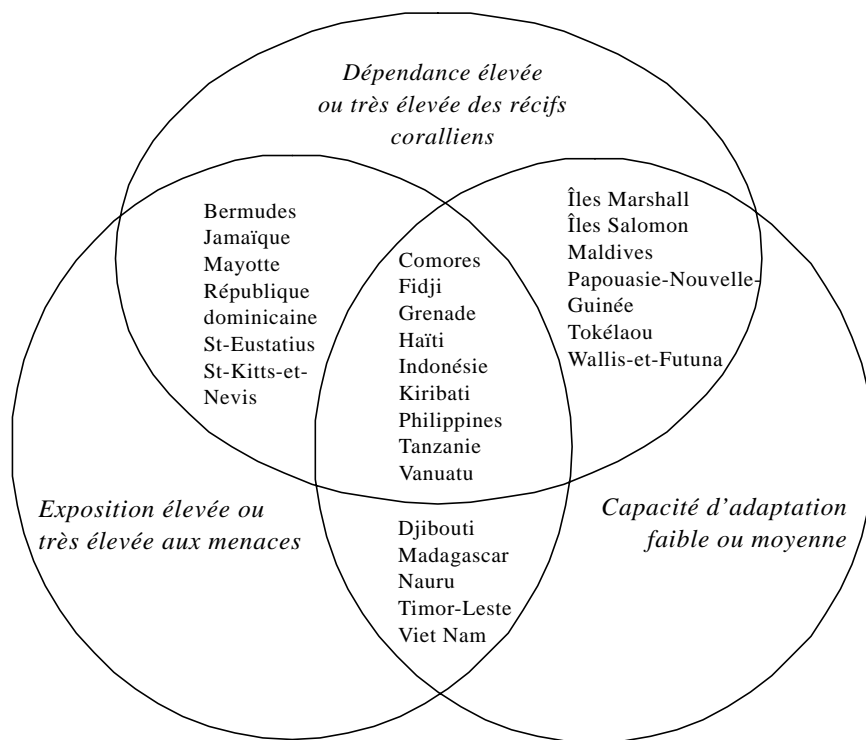 Dépendance élevée
ou très élevée des récifs
coralliens
Bermudes
Jamaïque
Mayotte
République
dominicaine
St-Eustatius
St-Kitts-et-
Nevis
Comores
Fidji
Grenade
Haïti
Indonésie
Kiribati
Philippines
Tanzanie
Vanuatu
Îles Marshall
Îles Salomon
Maldives
Papouasie-Nouvelle-
Guinée
Tokélaou
Wallis-et-Futuna
Exposition élevée ou
très élevée aux menaces
Djibouti
Madagascar
Nauru
Timor-Leste
Viet Nam
Capacité d’adaptation
faible ou moyenne